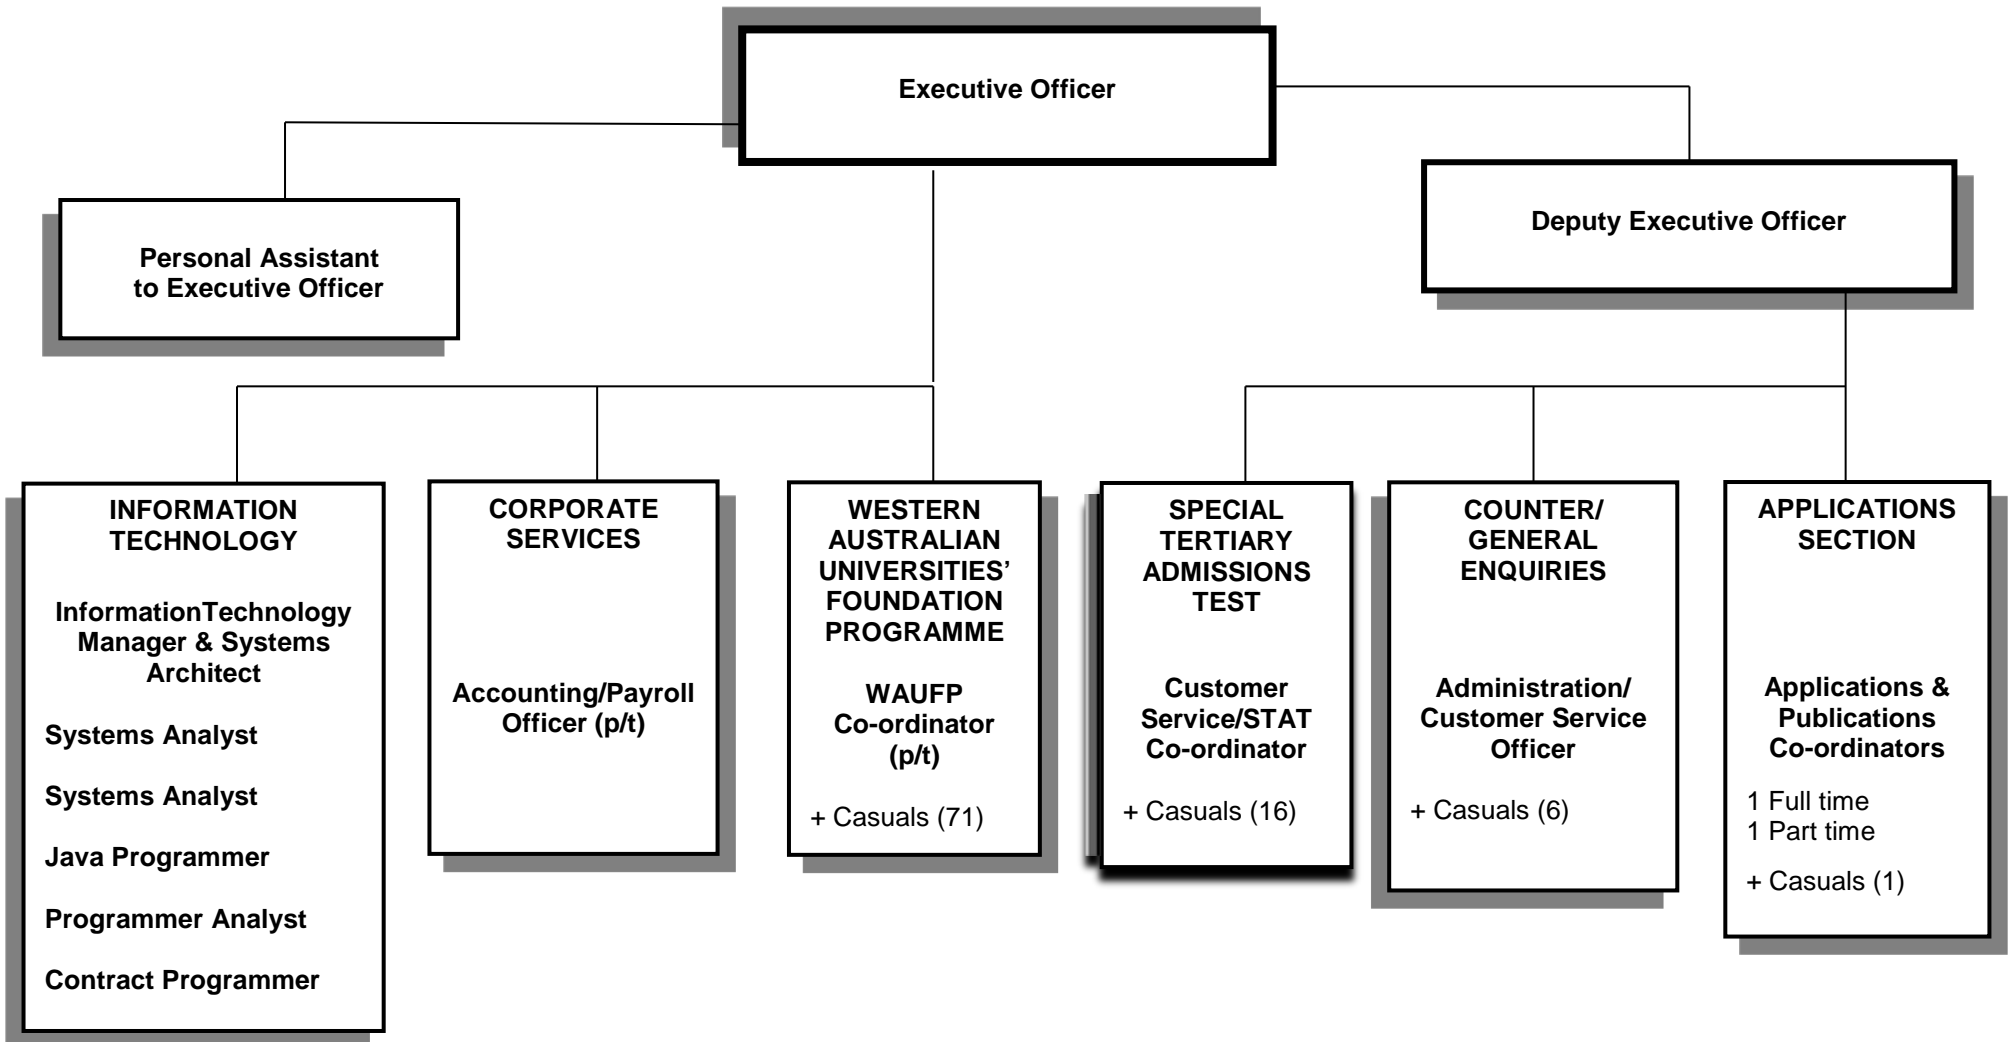 Executive Officer
Deputy Executive Officer
Personal Assistant
to Executive Officer
INFORMATION
TECHNOLOGY
InformationTechnology
Manager & Systems
Architect
Systems Analyst
Systems Analyst
Java Programmer
Programmer Analyst
Contract Programmer
CORPORATE
SERVICES
Accounting/Payroll
Officer (p/t)
WESTERN
AUSTRALIAN
UNIVERSITIES’
FOUNDATION
PROGRAMME
WAUFP
Co-ordinator
(p/t)
+ Casuals (71)
SPECIAL
TERTIARY
ADMISSIONS
TEST
Customer
Service/STAT
Co-ordinator
+ Casuals (16)
COUNTER/
GENERAL
ENQUIRIES
Administration/
Customer Service
Officer
+ Casuals (6)
APPLICATIONS
SECTION
Applications &
Publications
Co-ordinators
1 Full time
1 Part time
+ Casuals (1)